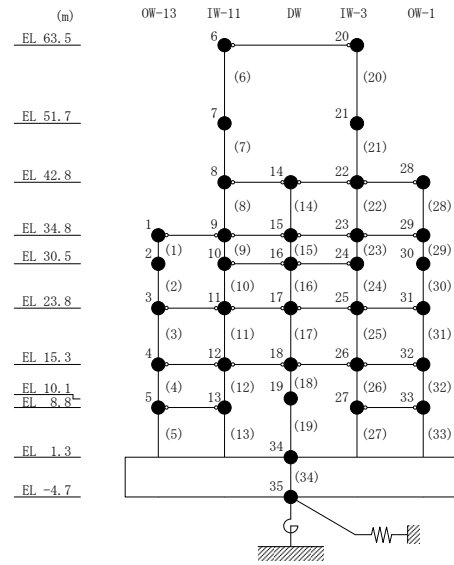 (m) OW-13 IW-11 DW IW-3 OW-1
EL 63.5 6 20
(6) (20)
EL 51.7 7 21
(7) (21)
EL 42.8 8 14 22 28
(8) (14) (22) (28)
EL 34.8 1 9 15 23 29
(1) (9) (15) (23) (29)
EL 30.5 2 10 16 24 30
(2) (10) (16) (24) (30)
EL 23.8 3 11 17 25 31
(3) (11) (17) (25) (31)
EL 15.3 4 12 18 26 32
(4) (12) (18) (26) (32)
EL 10.1 19
EL 8.8 5 13 27 33
(5) (13) (19) (27) (33)
EL 1.3 34
(34)
EL -4.7 35